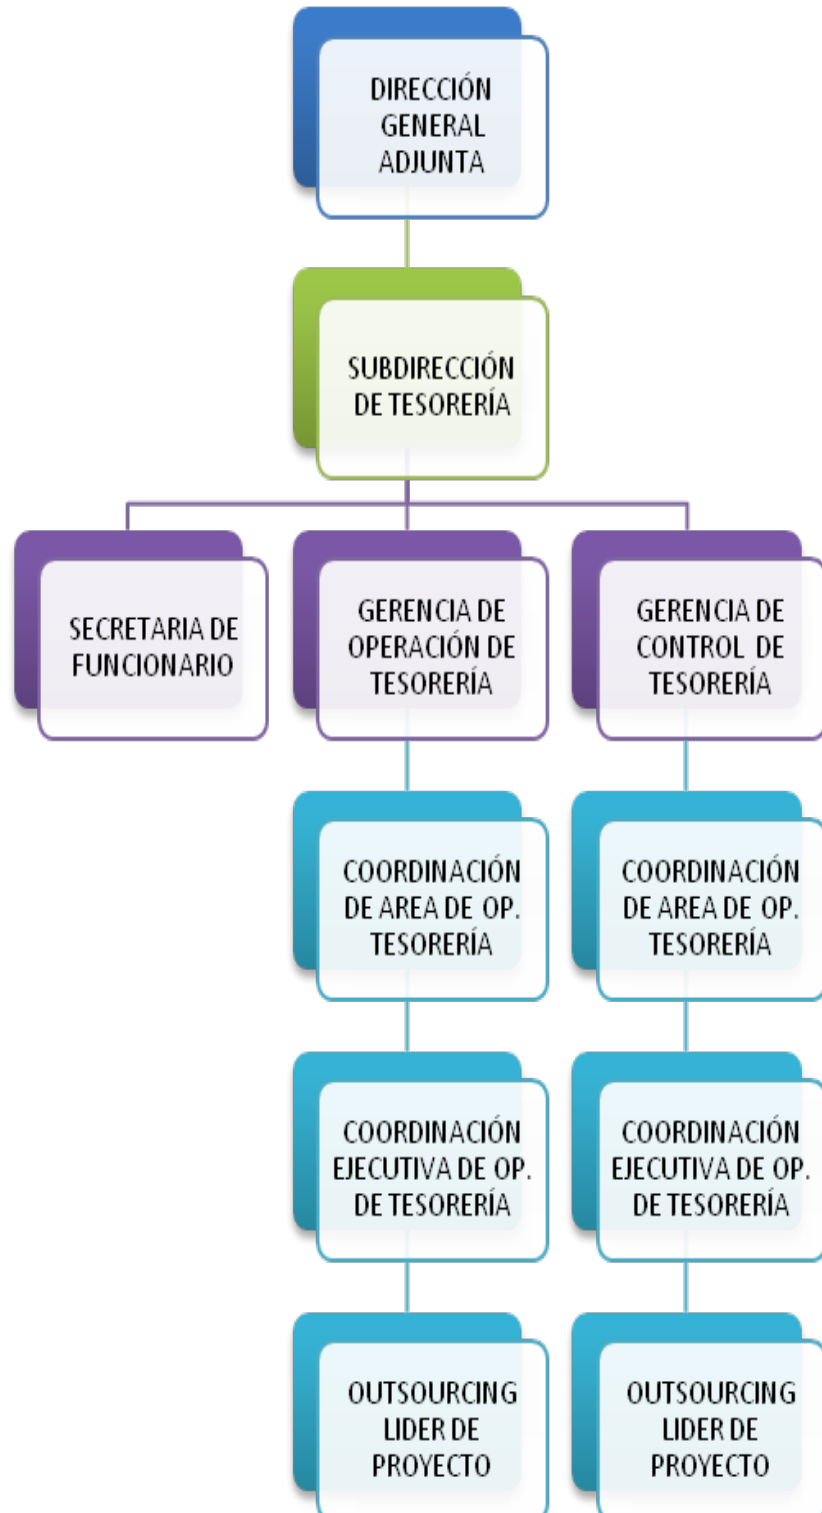 DIRECCIÓN
GENERAL
ADJUNTA
SUBDIRECCIÓN
DE TESORERÍA
SECRETARIA DE
FUNCIONARIO
GERENCIA DE
OPERACIÓN DE
TESORERÍA
GERENCIA DE
CONTROL DE
TESORERÍA
COORDINACIÓN
DE AREA DE OP.
TESORERÍA
COORDINACIÓN
DE AREA DE OP.
TESORERÍA
COORDINACIÓN
EJECUTIVA DE OP.
DE TESORERÍA
COORDINACIÓN
EJECUTIVA DE OP.
DE TESORERÍA
OUTSOURCING
LIDER DE
PROYECTO
OUTSOURCING
LIDER DE
PROYECTO